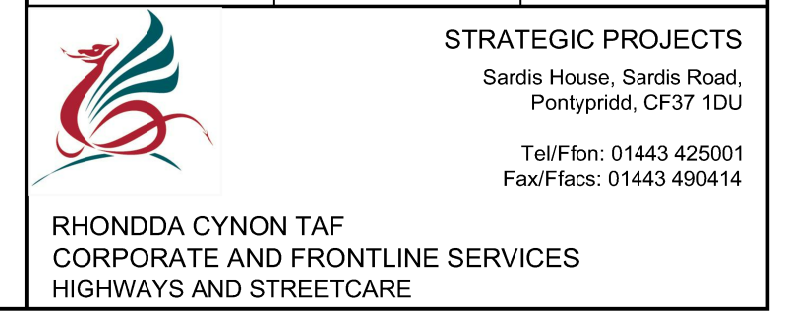 STRATEGIC PROJECTS
Sardis House, Sardis Road,
Pontypridd, CF37 1DU
Tel/Ffon: 01443 425001
Fax/Ffacs: 01443 490414
RHONDDA CYNON TAF
CORPORATE AND FRONTLINE SERVICES
HIGHWAYS AND STREETCARE